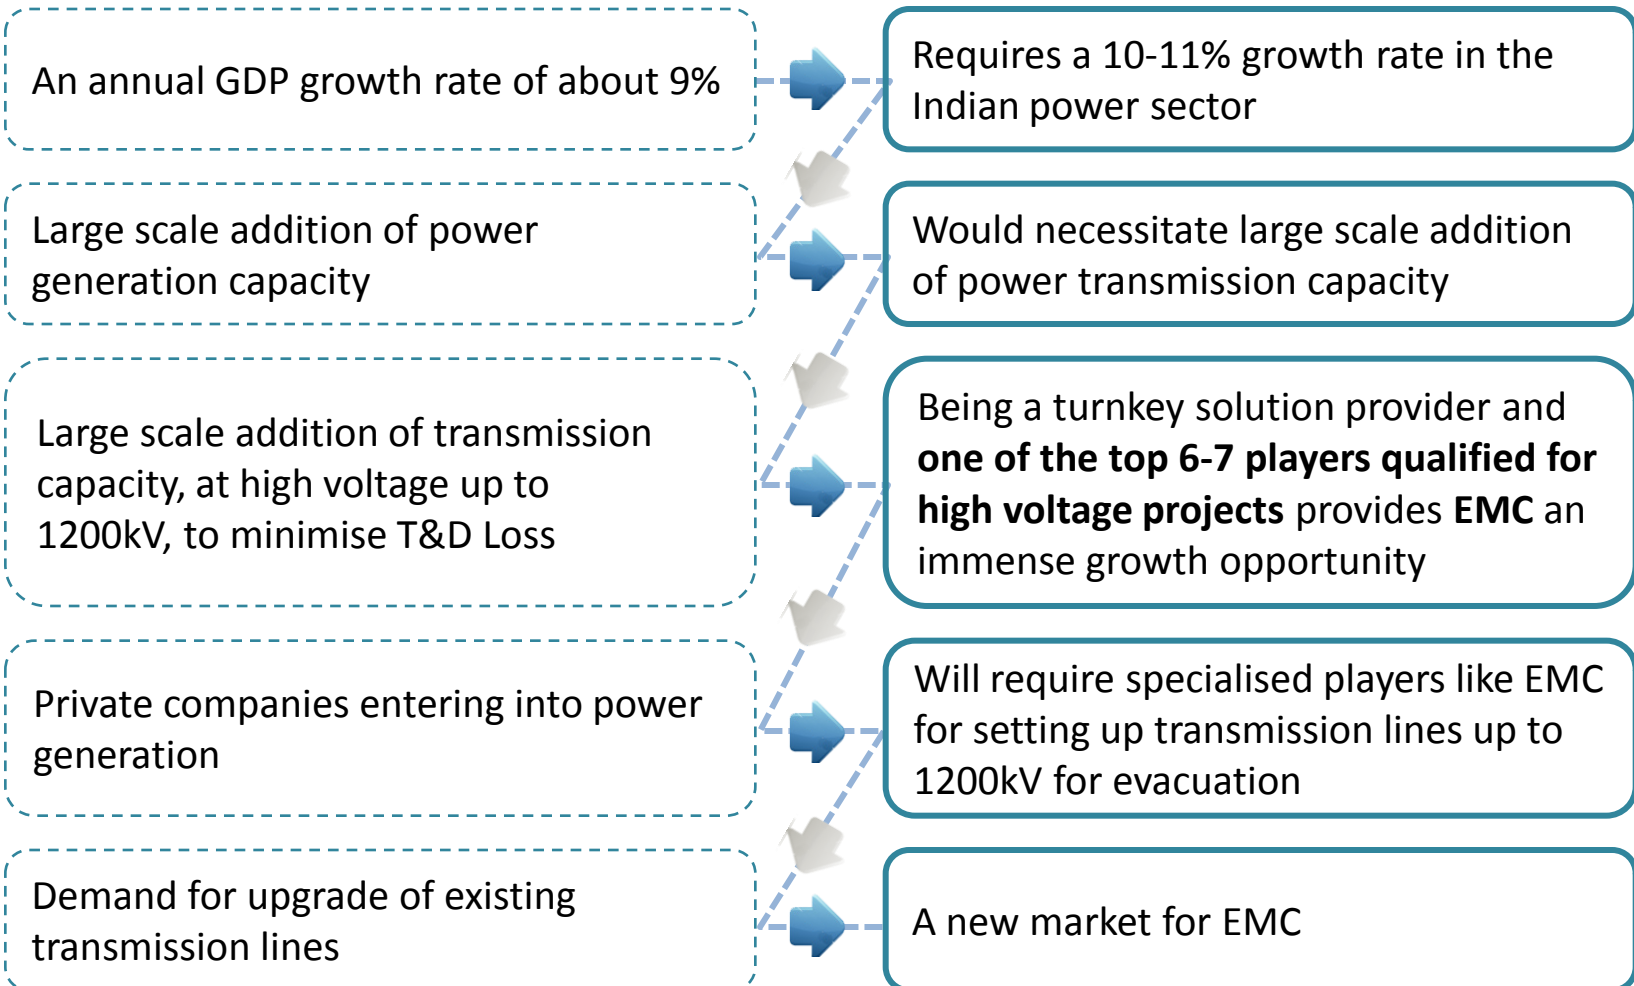 An annual GDP growth rate of about 9%
Requires a 10-11% growth rate in the
Indian power sector
Large scale addition of power
generation capacity
Would necessitate large scale addition
of power transmission capacity
Large scale addition of transmission
capacity, at high voltage up to
1200kV, to minimise T&D Loss
Being a turnkey solution provider and
one of the top 6-7 players qualified for
high voltage projects provides EMC an
immense growth opportunity
Private companies entering into power
generation
Will require specialised players like EMC
for setting up transmission lines up to
1200kV for evacuation
Demand for upgrade of existing
transmission lines
A new market for EMC